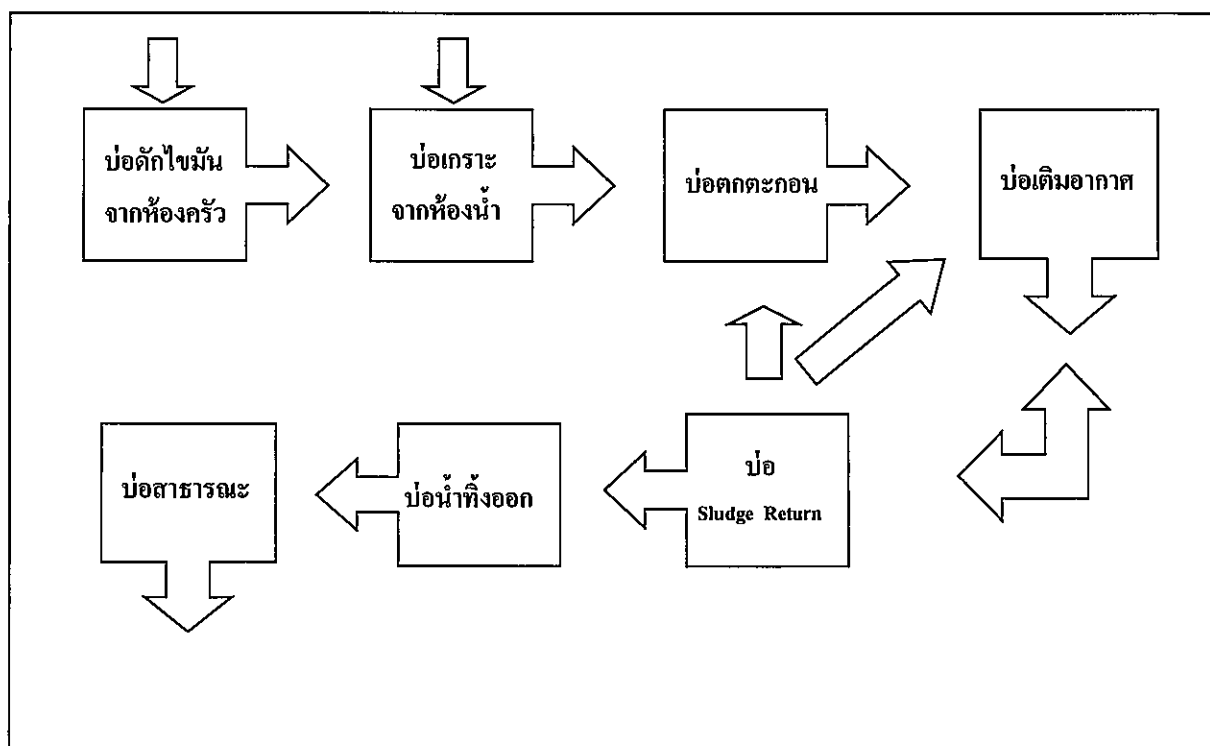 บ่อดักไขมัน
จากห้องครัว
บ่อเกราะ
จากห้องน้ำ
บ่อตกตะกอน
บ่อเติมอากาศ
บ่อสาธารณะ
บ่อน้ำทิ้งออก
บ่อ
Sludge Return